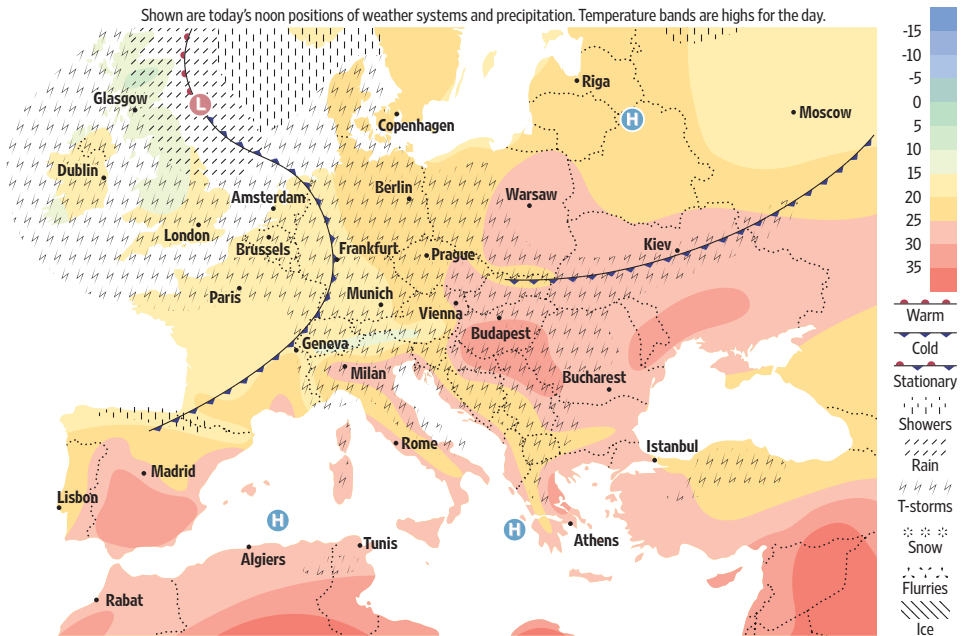 Shown are today's noon positions of weather systems and precipitation. Temperature bands are highs for the day.
-15
-10
-5
0
5
10
15
20
25
30
35
Warm
Cold
Stationary
Showers
Rain
T-storms
Snow
Flurries
Ice
Glasgow
L
Riga
H
Moscow
Copenhagen
Dublin
Amsterdam
Berlin
Warsaw
London
Brussels
Frankfurt
Prague
Kiev
Paris
Munich
Vienna
Budapest
Geneva
Milan
Bucharest
Rome
Istanbul
Madrid
Lisbon
H
H
Athens
Algiers
Tunis
Rabat